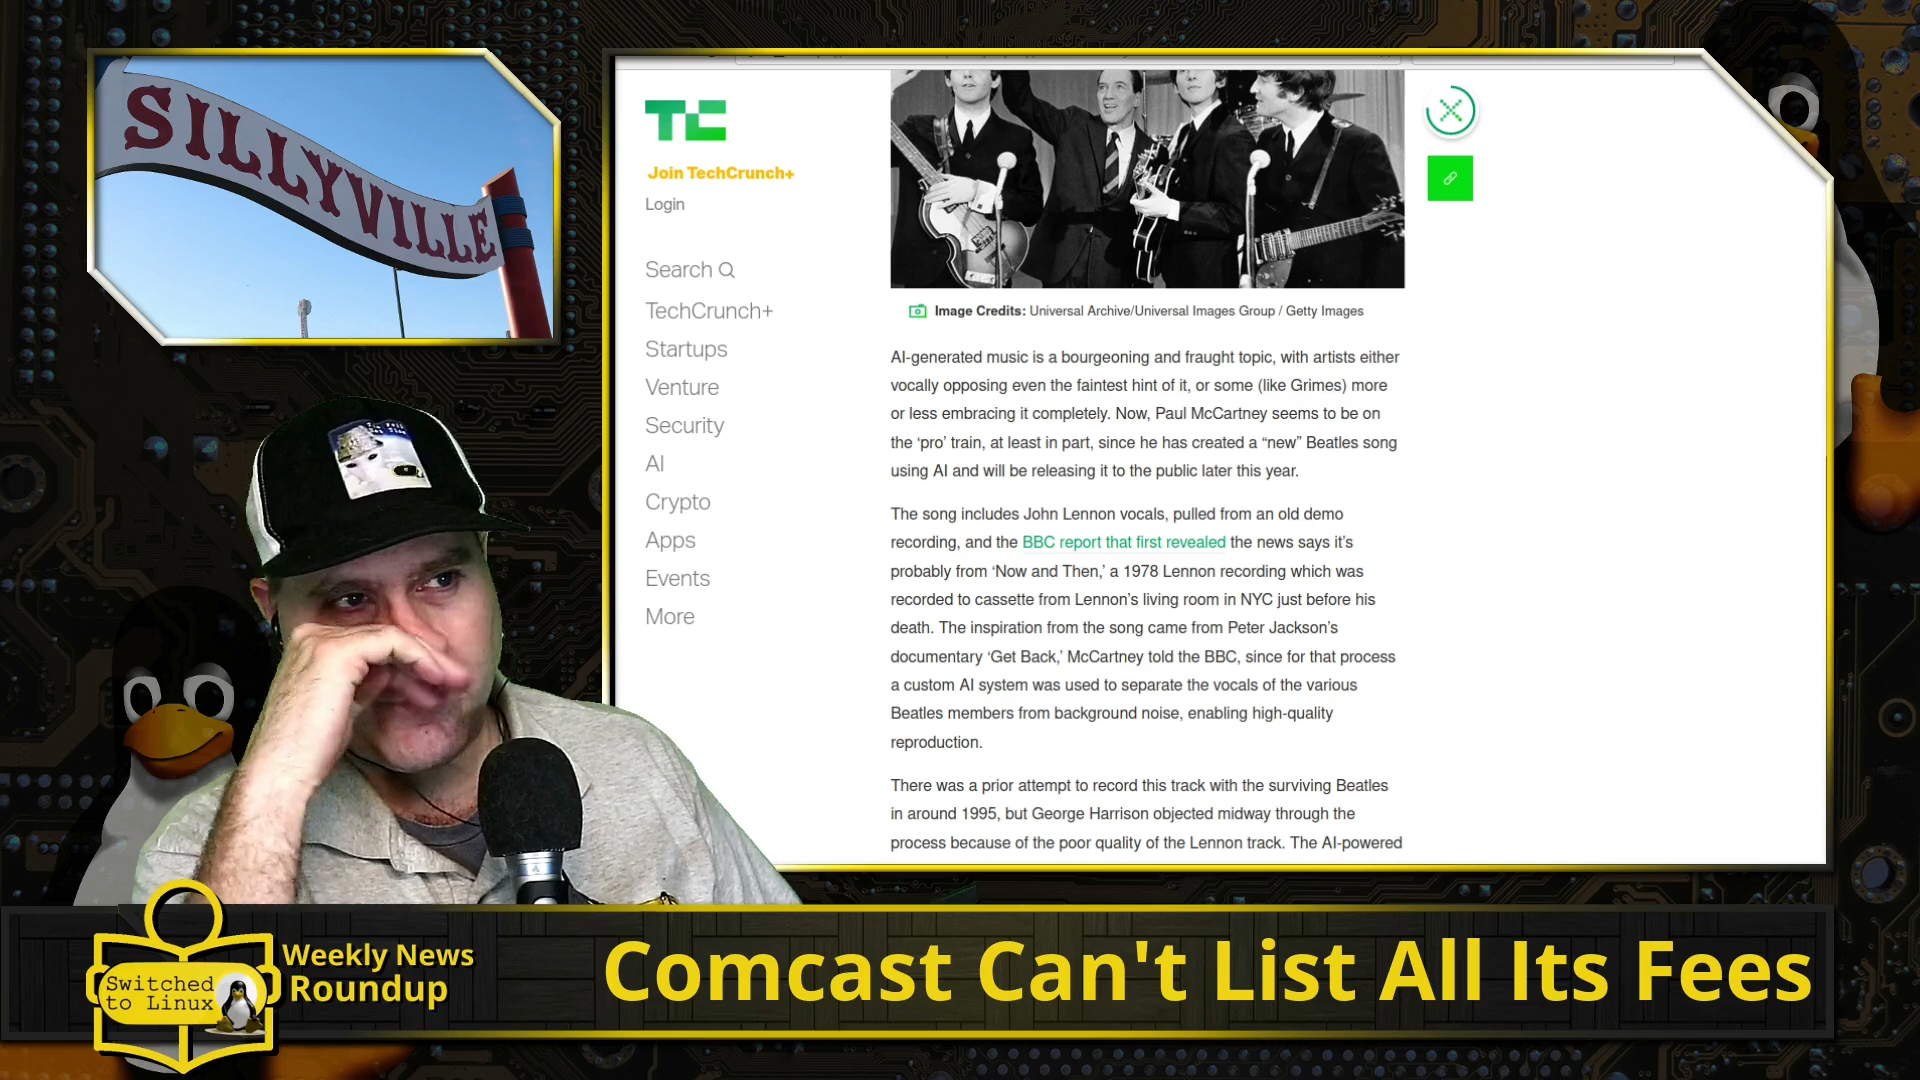 SILLYVILLE
TC
Join TechCrunch+
Login
Search
TechCrunch+
Startups
Venture
Security
AI
Crypto
Apps
Events
More
Image Credits: Universal Archive/Universal Images Group / Getty Images
AI-generated music is a bourgeoning and fraught topic, with artists either
vocally opposing even the faintest hint of it, or some (like Grimes) more
or less embracing it completely. Now, Paul McCartney seems to be on
the ‘pro’ train, at least in part, since he has created a “new” Beatles song
using AI and will be releasing it to the public later this year.
The song includes John Lennon vocals, pulled from an old demo
recording, and the BBC report that first revealed the news says it’s
probably from ‘Now and Then,’ a 1978 Lennon recording which was
recorded to cassette from Lennon’s living room in NYC just before his
death. The inspiration from the song came from Peter Jackson’s
documentary ‘Get Back,’ McCartney told the BBC, since for that process
a custom AI system was used to separate the vocals of the various
Beatles members from background noise, enabling high-quality
reproduction.
There was a prior attempt to record this track with the surviving Beatles
in around 1995, but George Harrison objected midway through the
process because of the poor quality of the Lennon track. The AI-powered
Switched
to Linux
Weekly News
Roundup
Comcast Can't List All Its Fees